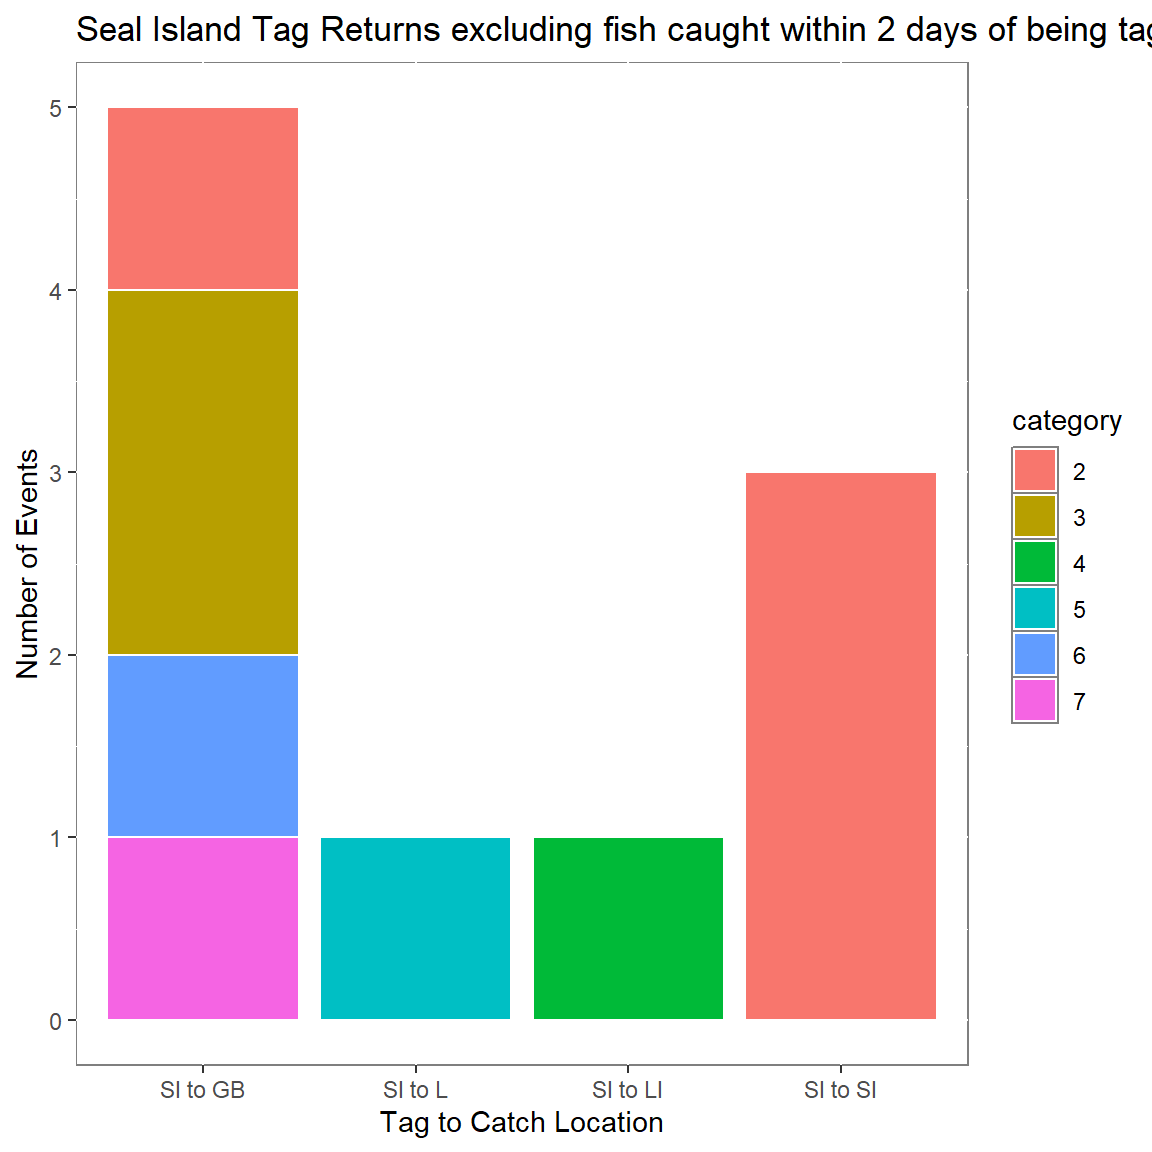 Seal Island Tag Returns excluding fish caught within 2 days of being
5
4
3
2
1
0
Number of Events
SI to GB
SI to L
SI to LI
SI to SI
Tag to Catch Location
category
2
3
4
5
6
7